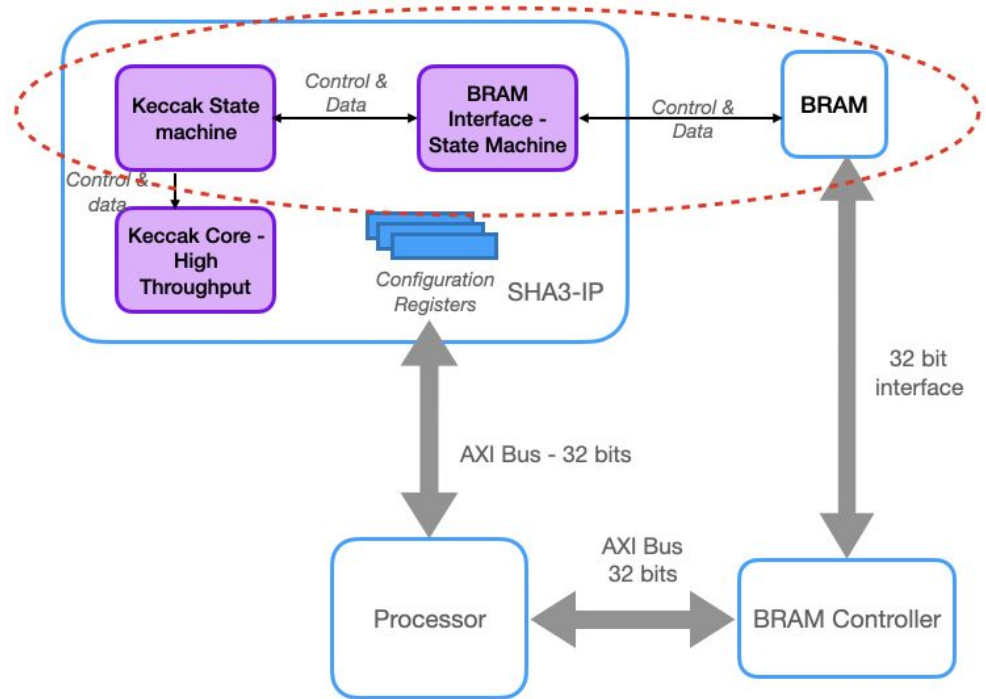 Keccak State
machine
Control &
Data
BRAM
Interface -
State Machine
Control &
Data
BRAM
Control &
data
Keccak Core -
High
Throughput
Configuration
Registers
SHA3-IP
32 bit
interface
AXI Bus - 32 bits
AXI Bus
32 bits
Processor
BRAM Controller